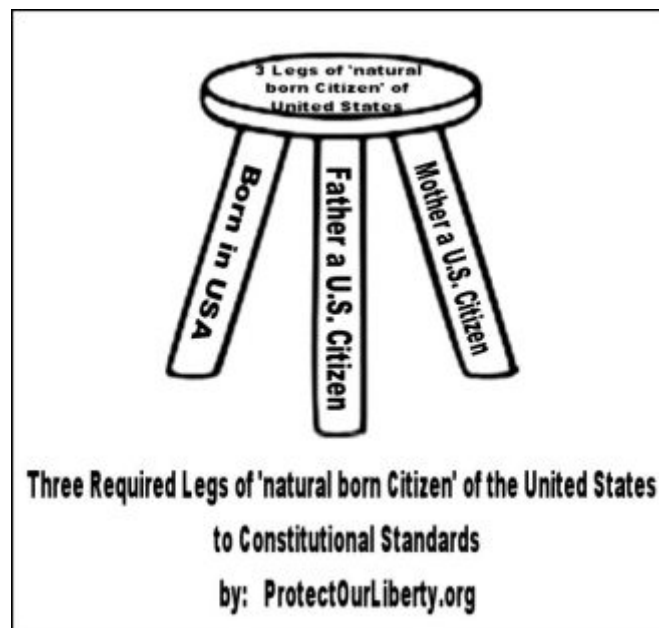 3 Legs of 'natural
born Citizen' of
United States
Born in USA
Father a U.S. Citizen
Mother a U.S. Citizen
Three Required Legs of 'natural born Citizen' of the United States
to Constitutional Standards
by: ProtectOurLiberty.org